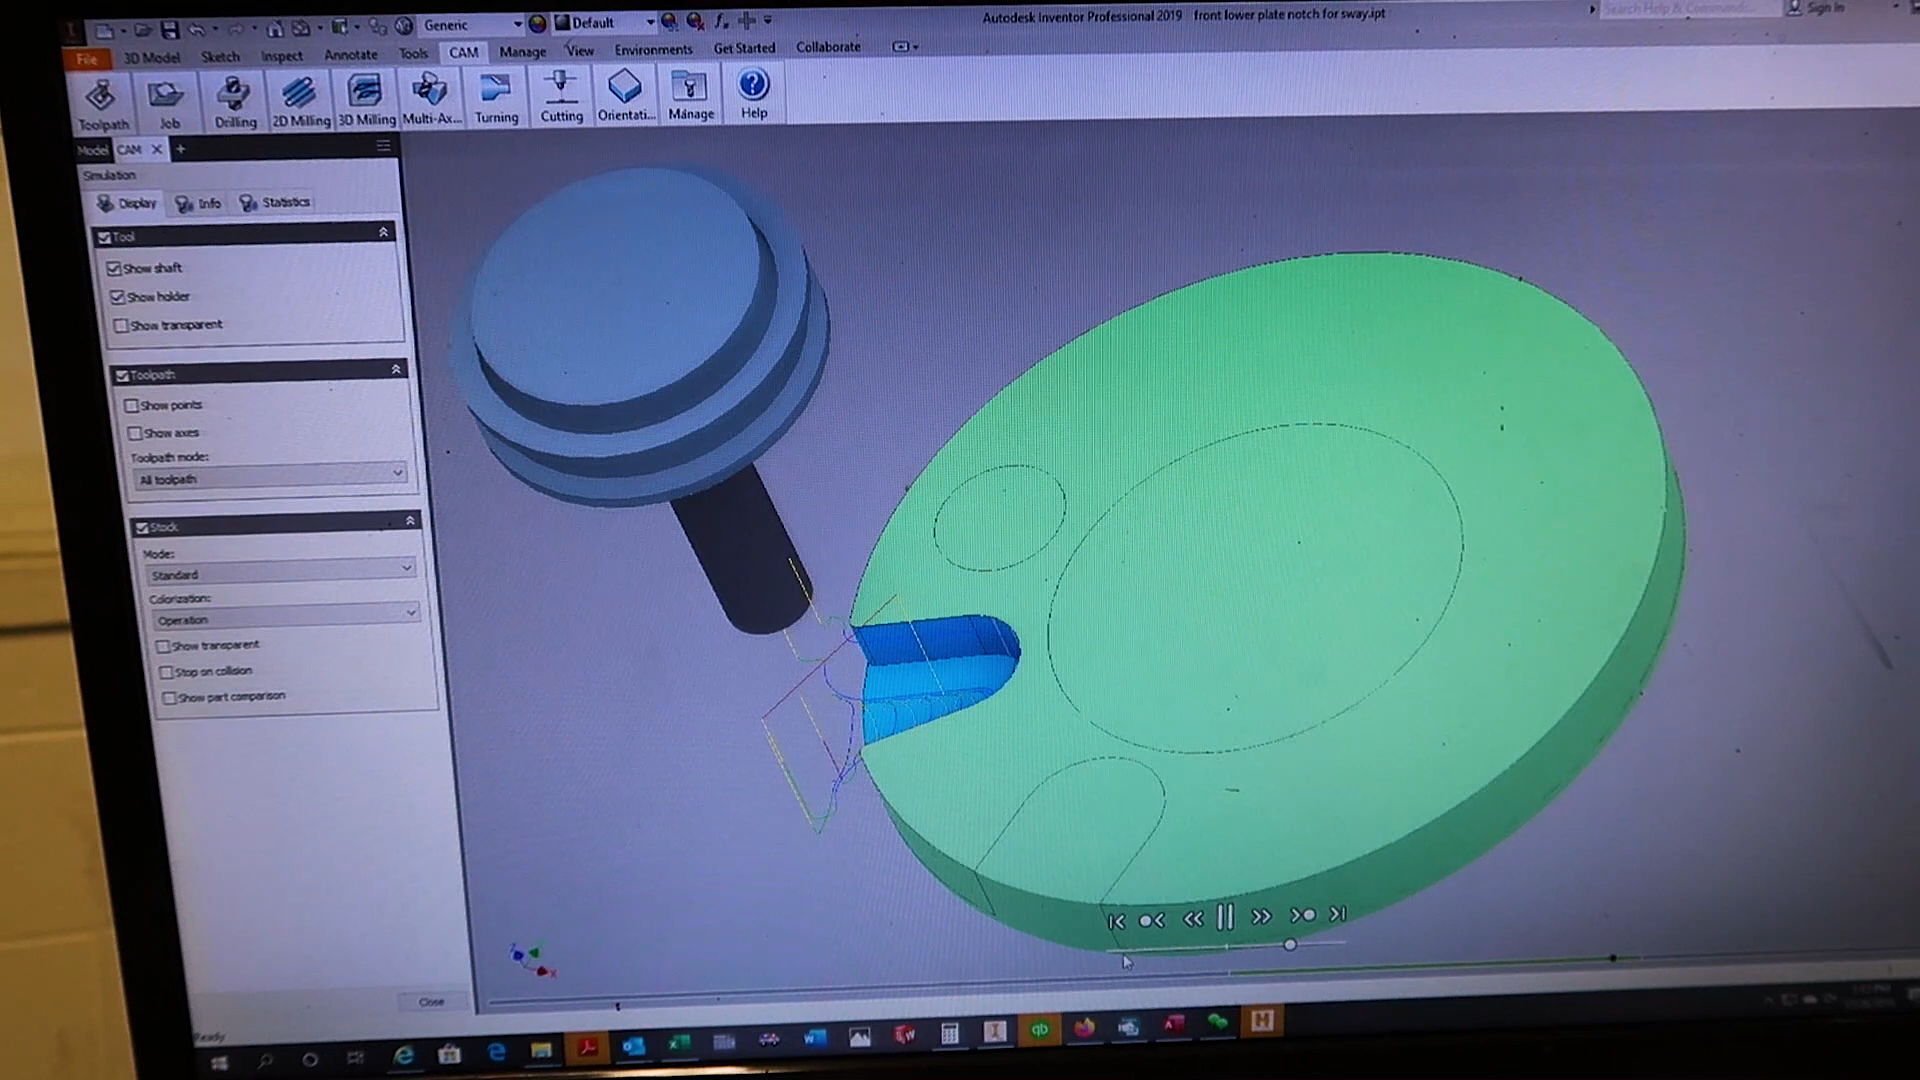 Generic
Default
Autodesk Inventor Professional 2019 front lower plate notch for sway.ipt
Search Help & Commands...
Sign In
File
3D Model
Sketch
Inspect
Annotate
Tools
CAM
Manage
View
Environments
Get Started
Collaborate
Toolpath
Job
Drilling
2D Milling
3D Milling
Multi-Ax...
Turning
Cutting
Orientati...
Manage
Help
Model
CAM X +
Simulation
Display
Info
Statistics
Tool
Show shaft
Show holder
Show transparent
Toolpath
Show points
Show axes
Toolpath mode:
All toolpath
Stock
Mode:
Standard
Colorization:
Operation
Show transparent
Stop on collision
Show part comparison
Close
Ready
qb